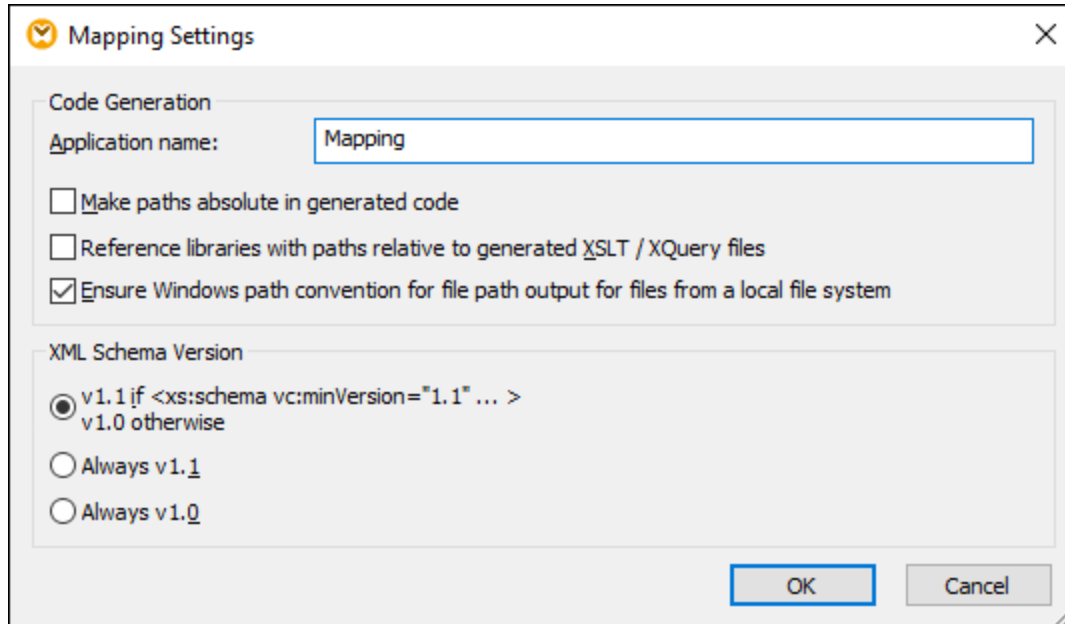 Mapping Settings
Code Generation
Application name:
Mapping
Make paths absolute in generated code
Reference libraries with paths relative to generated XSLT / XQuery files
Ensure Windows path convention for file path output for files from a local file system
XML Schema Version
v1.1 if <xs:schema vc:minVersion="1.1" ... >
v1.0 otherwise
Always v1.1
Always v1.0
OK
Cancel